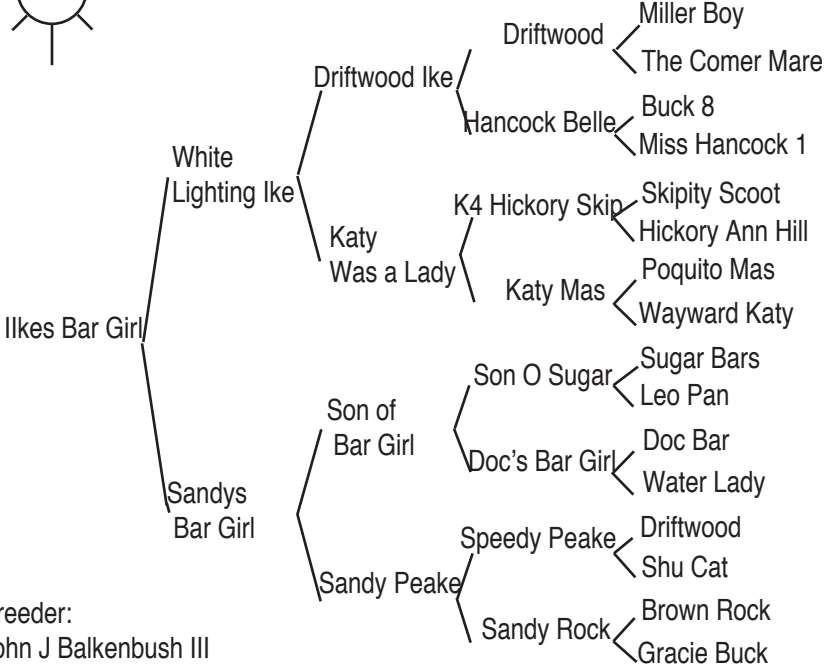 Miller Boy
Driftwood
The Comer Mare
Driftwood Ike
Buck 8
Hancock Belle
Miss Hancock 1
White
Lighting Ike
Skipity Scoot
K4 Hickory Skip
Hickory Ann Hill
Katy
Was a Lady
Poquito Mas
Katy Mas
Wayward Katy
Ilkes Bar Girl
Sugar Bars
Son O Sugar
Leo Pan
Son of
Bar Girl
Doc Bar
Doc's Bar Girl
Water Lady
Sandys
Bar Girl
Driftwood
Speedy Peake
Shu Cat
Sandy Peake
Brown Rock
Sandy Rock
Gracie Buck
reeder:
ohn J Balkenbush III